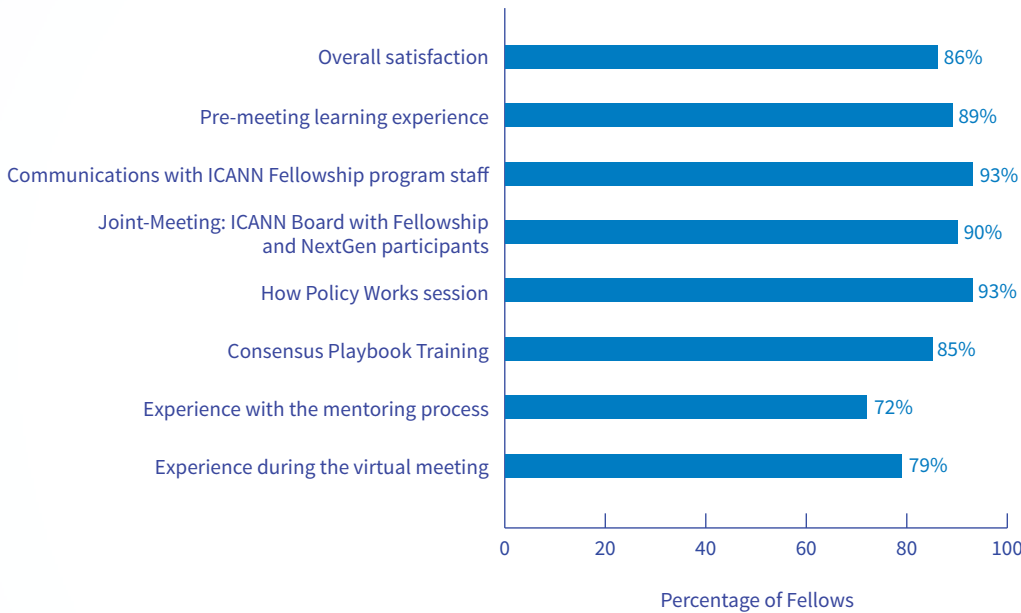 Overall satisfaction 86%
Pre-meeting learning experience 89%
Communications with ICANN Fellowship program staff 93%
Joint-Meeting: ICANN Board with Fellowship
and NextGen participants 90%
How Policy Works session 93%
Consensus Playbook Training 85%
Experience with the mentoring process 72%
Experience during the virtual meeting 79%
0 20 40 60 80 100
Percentage of Fellows